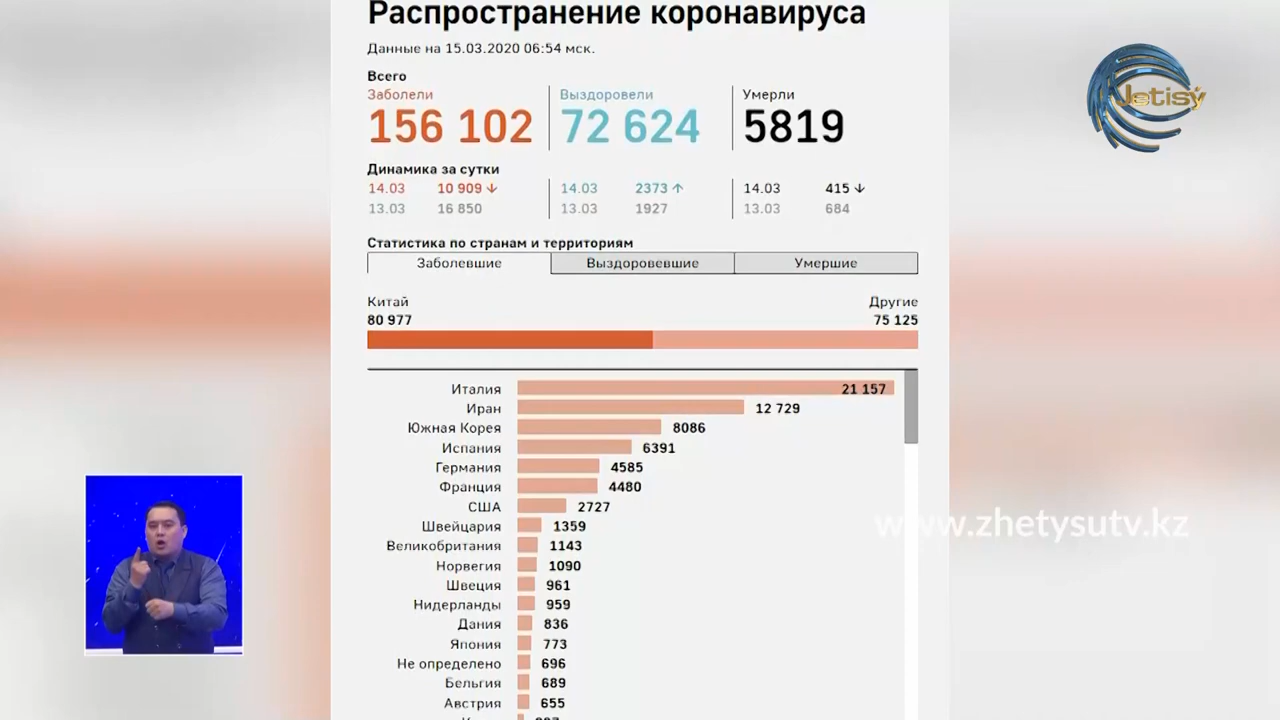 Распространение коронавируса
Данные на 15.03.2020 06:54 мск.
Всего
Заболели Выздоровели Умерли
156 102 72 624 5819
Динамика за сутки
14.03 10 909 ↓ 14.03 2373 ↑ 14.03 415 ↓
13.03 16 850 13.03 1927 13.03 684
Статистика по странам и территориям
Заболевшие Выздоровевшие Умершие
Китай Другие
80 977 75 125
Италия 21 157
Иран 12 729
Южная Корея 8086
Испания 6391
Германия 4585
Франция 4480
США 2727
Швейцария 1359
Великобритания 1143
Норвегия 1090
Швеция 961
Нидерланды 959
Дания 836
Япония 773
Не определено 696
Бельгия 689
Австрия 655
Jetisý
www.zhetysutv.kz